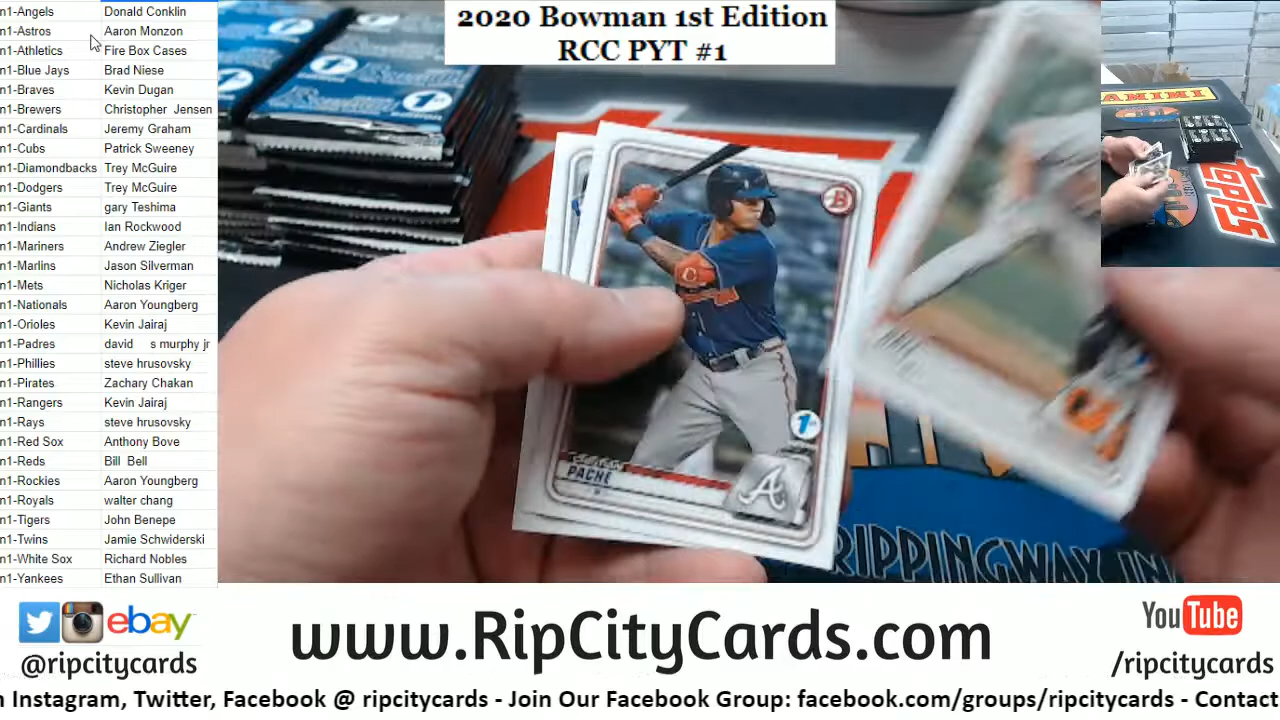 2020 Bowman 1st Edition
RCC PYT #1
n1-Angels Donald Conklin
n1-Astros Aaron Monzon
n1-Athletics Fire Box Cases
n1-Blue Jays Brad Niese
n1-Braves Kevin Dugan
n1-Brewers Christopher Jensen
n1-Cardinals Jeremy Graham
n1-Cubs Patrick Sweeney
n1-Diamondbacks Trey McGuire
n1-Dodgers Trey McGuire
n1-Giants gary Teshima
n1-Indians Ian Rockwood
n1-Mariners Andrew Ziegler
n1-Marlins Jason Silverman
n1-Mets Nicholas Kriger
n1-Nationals Aaron Youngberg
n1-Orioles Kevin Jairaj
n1-Padres david s murphy jr
n1-Phillies steve hrusovsky
n1-Pirates Zachary Chakan
n1-Rangers Kevin Jairaj
n1-Rays steve hrusovsky
n1-Red Sox Anthony Bove
n1-Reds Bill Bell
n1-Rockies Aaron Youngberg
n1-Royals walter chang
n1-Tigers John Benepe
n1-Twins Jamie Schwiderski
n1-White Sox Richard Nobles
n1-Yankees Ethan Sullivan
B
C
1st
PACHE
A
PANINI
TOPPS
RIPPINGWAX IN
ebay
@ripcitycards
www.RipCityCards.com
YouTube
/ripcitycards
n Instagram, Twitter, Facebook @ ripcitycards - Join Our Facebook Group: facebook.com/groups/ripcitycards - Contact